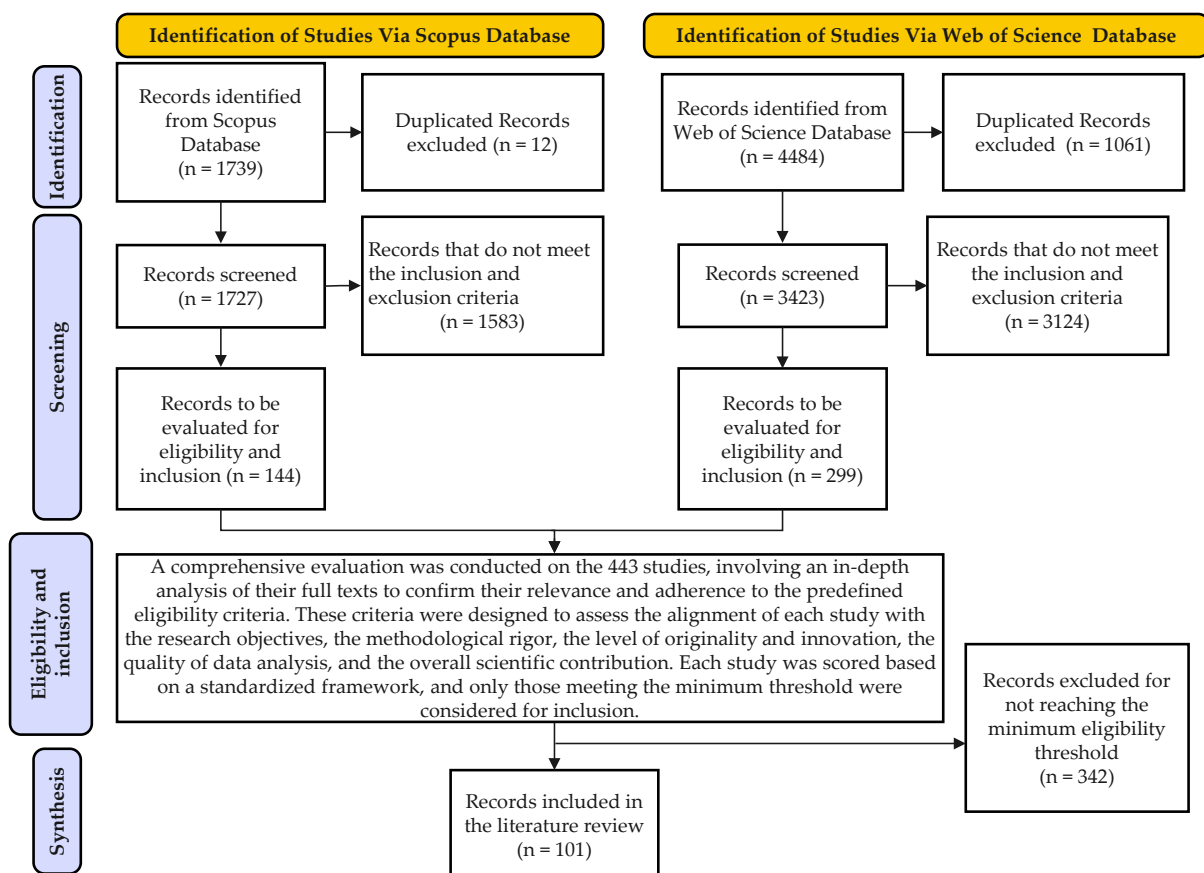 Identification of Studies Via Scopus Database
Identification of Studies Via Web of Science Database
Identification
Records identified
from Scopus
Database
(n = 1739)
Duplicated Records
excluded (n = 12)
Records identified from
Web of Science Database
(n = 4484)
Duplicated Records
excluded (n = 1061)
Screening
Records screened
(n = 1727)
Records that do not meet
the inclusion and
exclusion criteria
(n = 1583)
Records screened
(n = 3423)
Records that do not meet
the inclusion and
exclusion criteria
(n = 3124)
Records to be
evaluated for
eligibility and
inclusion (n = 144)
Records to be
evaluated for
eligibility and
inclusion (n = 299)
Eligibility and
inclusion
A comprehensive evaluation was conducted on the 443 studies, involving an in-depth
analysis of their full texts to confirm their relevance and adherence to the predefined
eligibility criteria. These criteria were designed to assess the alignment of each study with
the research objectives, the methodological rigor, the level of originality and innovation, the
quality of data analysis, and the overall scientific contribution. Each study was scored based
on a standardized framework, and only those meeting the minimum threshold were
considered for inclusion.
Records excluded for
not reaching the
minimum eligibility
threshold
(n = 342)
Synthesis
Records included in
the literature review
(n = 101)